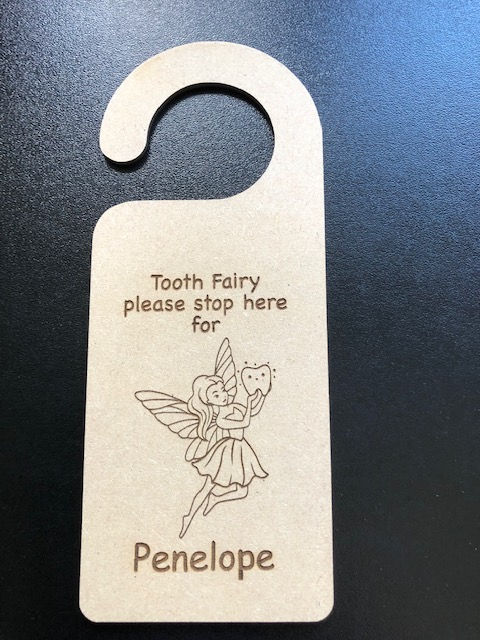 Tooth Fairy
please stop here
for
Penelope